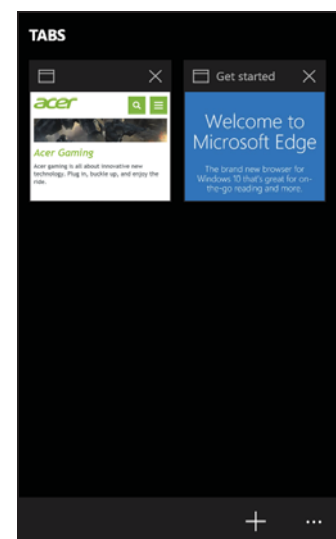 TABS
Get started
acer
Acer Gaming
Acer gaming is all about innovative new
technology. Plug in, buckle up, and enjoy the
ride.
Welcome to
Microsoft Edge
The brand new browser for
Windows 10 that's great for on-
the-go reading and more.